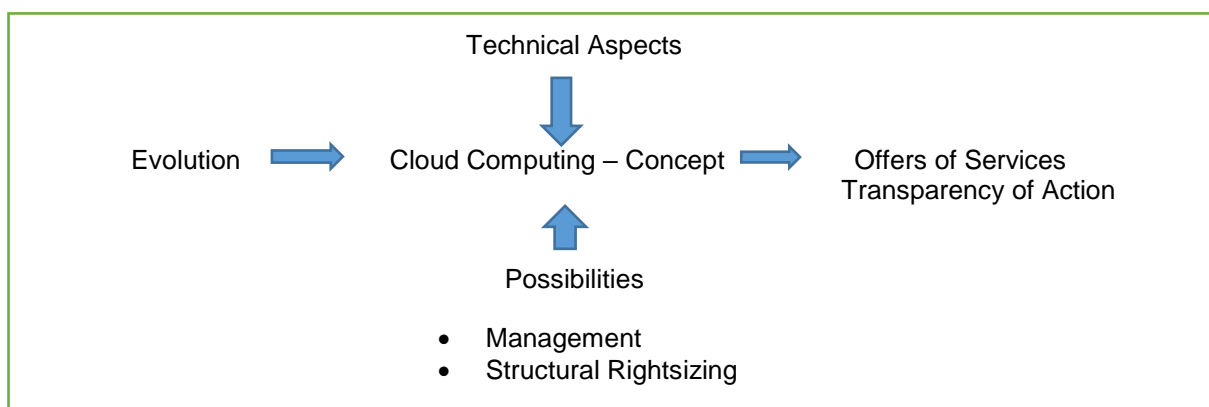 Technical Aspects
Evolution
Cloud Computing – Concept
Offers of Services
Transparency of Action
Possibilities
• Management
• Structural Rightsizing